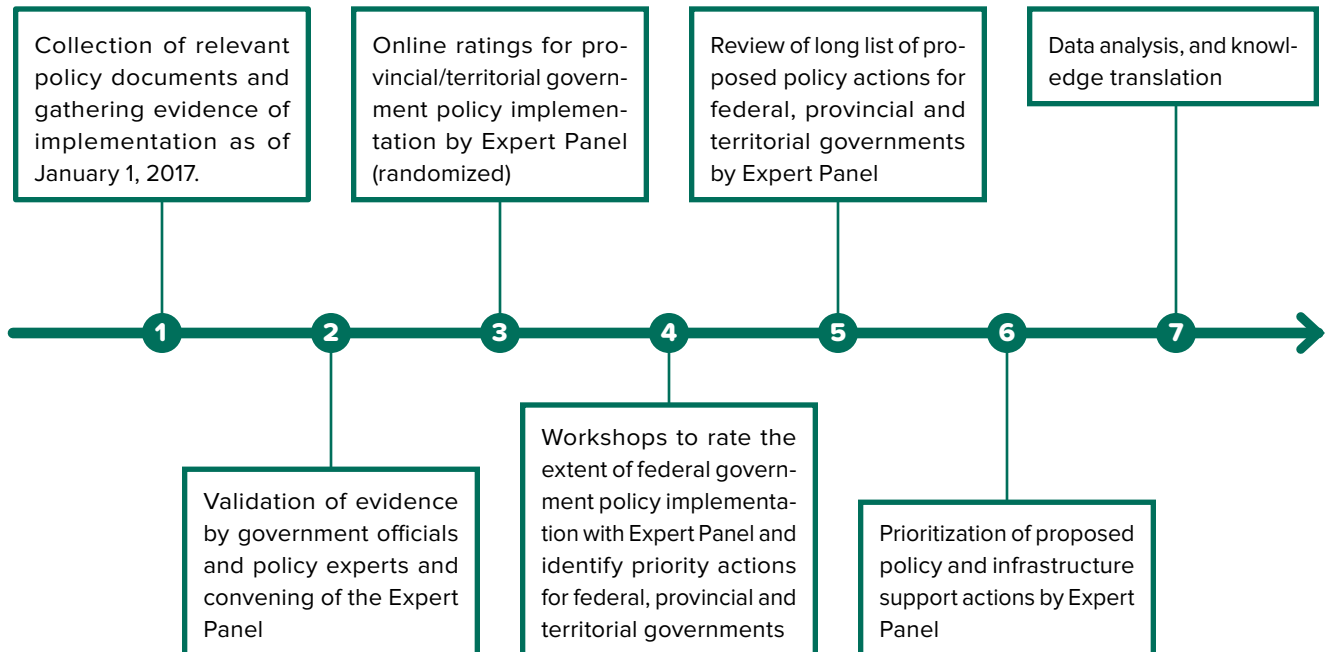 Collection of relevant
policy documents and
gathering evidence of
implementation as of
January 1, 2017.
Online ratings for pro-
vincial/territorial govern-
ment policy implemen-
tation by Expert Panel
(randomized)
Review of long list of pro-
posed policy actions for
federal, provincial and
territorial governments
by Expert Panel
Data analysis, and knowl-
edge translation
1
2
3
4
5
6
7
Validation of evidence
by government officials
and policy experts and
convening of the Expert
Panel
Workshops to rate the
extent of federal govern-
ment policy implementa-
tion with Expert Panel and
identify priority actions
for federal, provincial and
territorial governments
Prioritization of proposed
policy and infrastructure
support actions by Expert
Panel